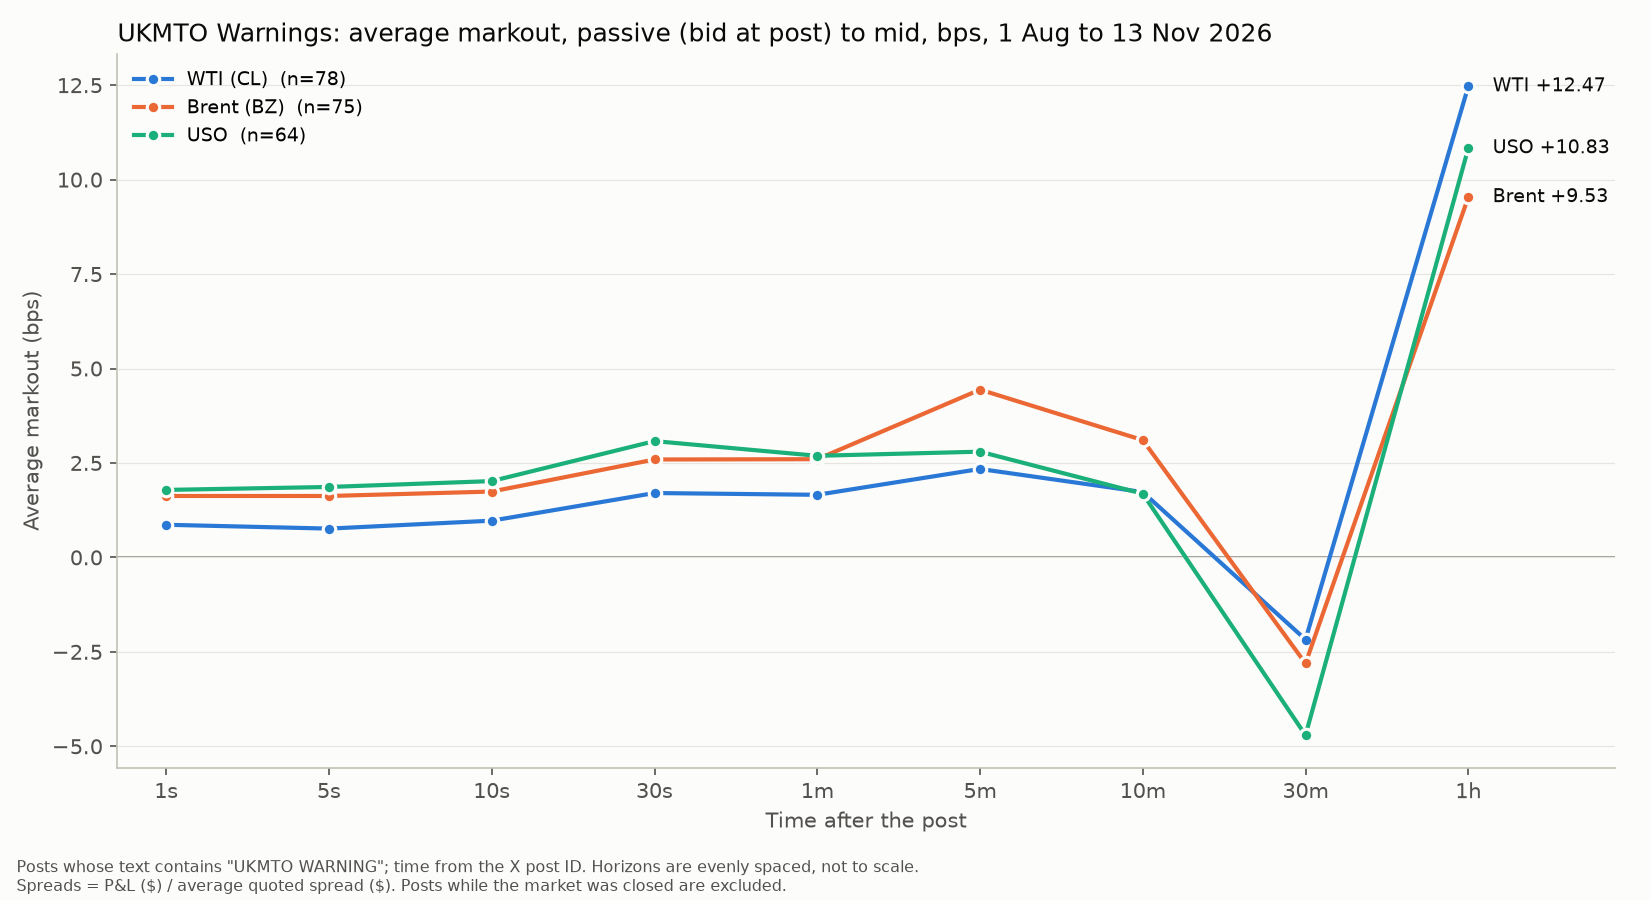 UKMTO Warnings: average markout, passive (bid at post) to mid, bps, 1 Aug to 13 Nov 2026
WTI (CL)  (n=78)
Brent (BZ)  (n=75)
USO  (n=64)
WTI +12.47
USO +10.83
Brent +9.53
Average markout (bps)
12.5
10.0
7.5
5.0
2.5
0.0
−2.5
−5.0
1s 5s 10s 30s 1m 5m 10m 30m 1h
Time after the post
Posts whose text contains "UKMTO WARNING"; time from the X post ID. Horizons are evenly spaced, not to scale.
Spreads = P&L ($) / average quoted spread ($). Posts while the market was closed are excluded.